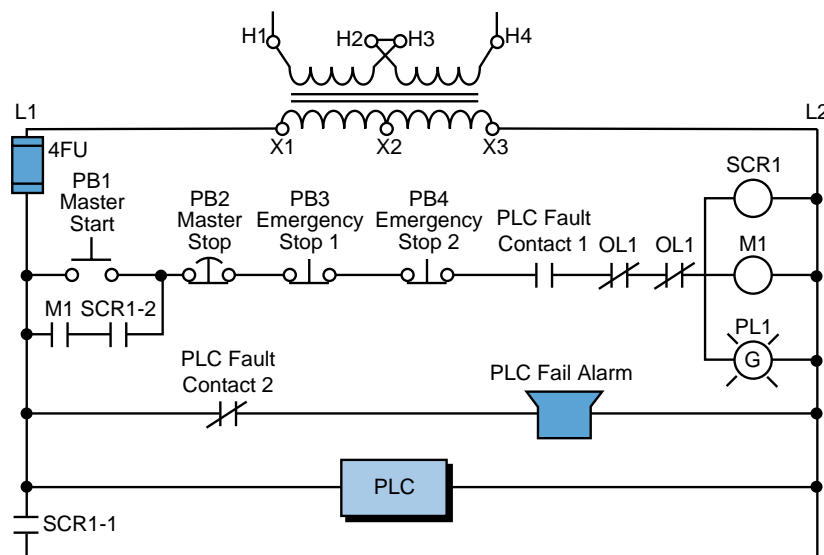 H1 H2 H3 H4
L1 L2
X1 X2 X3
4FU
PB1
Master
Start
PB2
Master
Stop
PB3
Emergency
Stop 1
PB4
Emergency
Stop 2
PLC Fault
Contact 1
OL1 OL1
SCR1
M1
PL1
G
M1 SCR1-2
PLC Fault
Contact 2
PLC Fail Alarm
PLC
SCR1-1